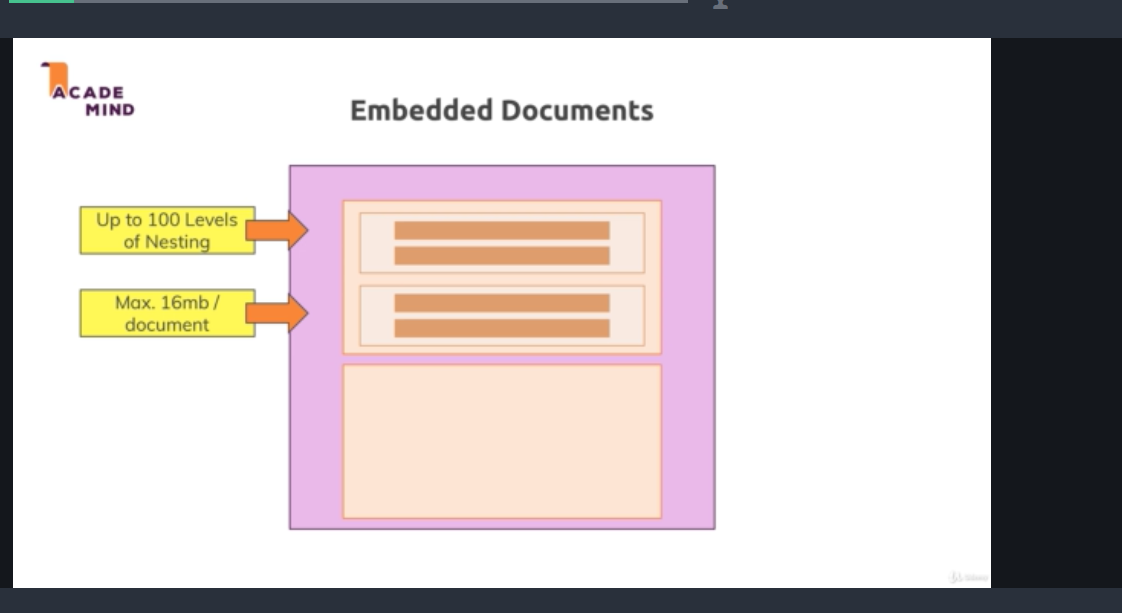 ACADE
MIND
Embedded Documents
Up to 100 Levels
of Nesting
Max. 16mb /
document